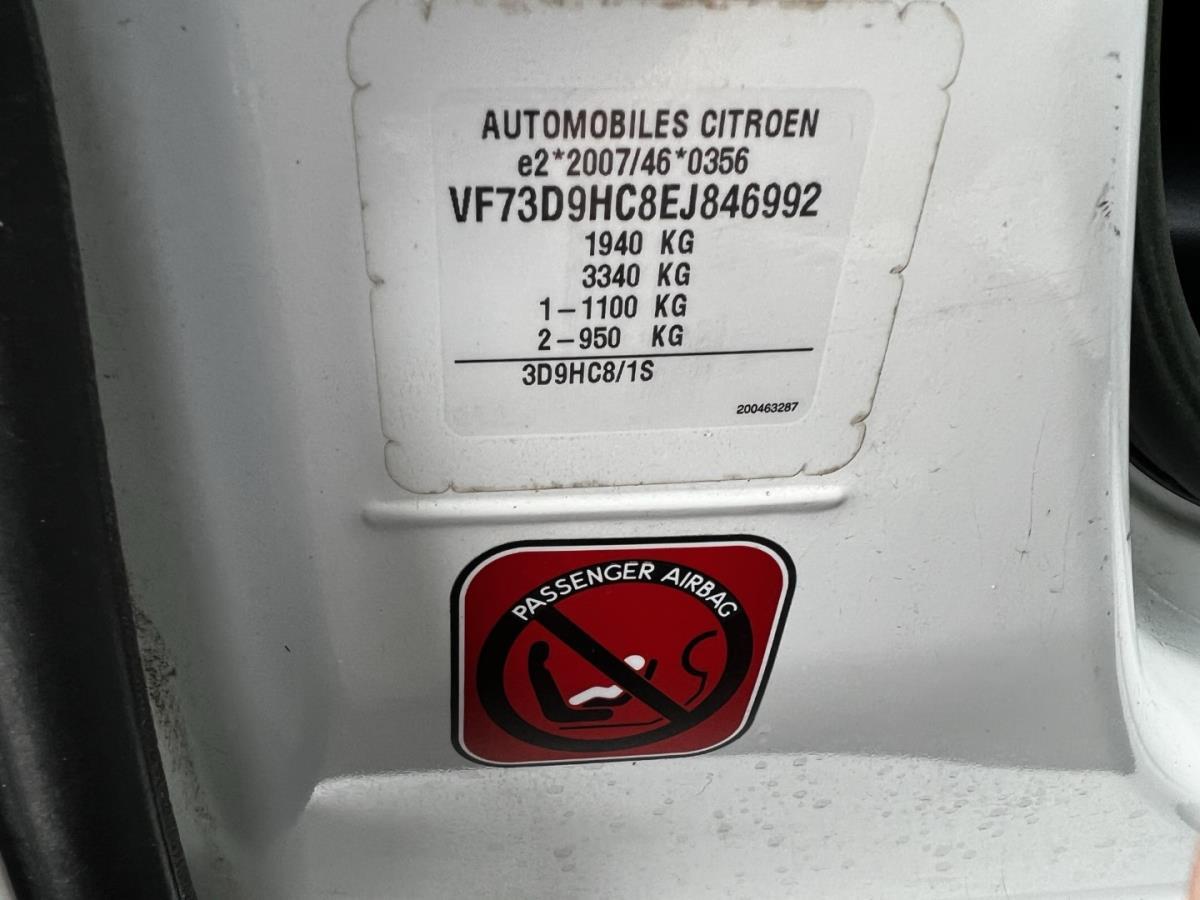 AUTOMOBILES CITROEN
e2*2007/46*0356
VF73D9HC8EJ846992
1940 KG
3340 KG
1-1100 KG
2-950 KG
3D9HC8/1S
200463287
PASSENGER AIRBAG